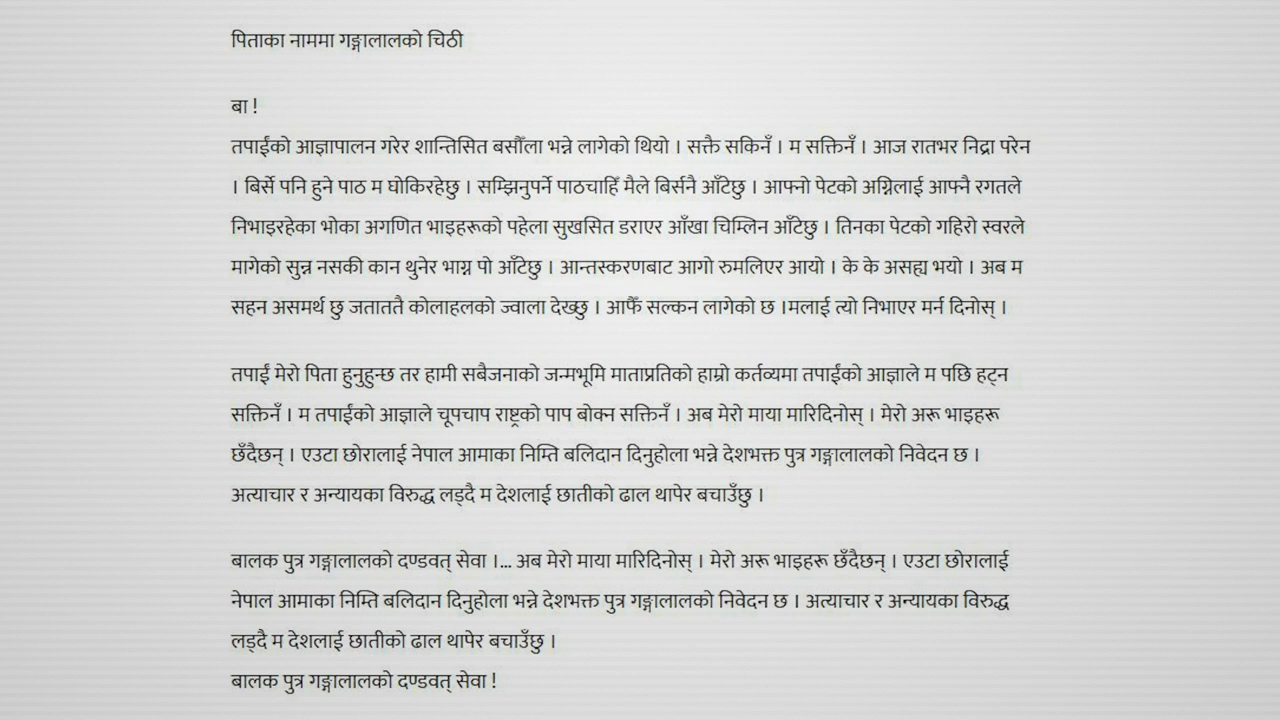 पिताका नाममा गङ्गालालको चिठी
बा !
तपाईंको आज्ञापालन गरेर शान्तिसित बसौँला भन्ने लागेको थियो । सक्तै सकिनँ । म सक्तिनँ । आज रातभर निद्रा परेन
। बिर्से पनि हुने पाठ म घोकिरहेछु । सम्झिनुपर्ने पाठचाहिँ मैले बिर्सनै आँटेछु । आफ्नो पेटको अग्निलाई आफ्नै रगतले
निभाइरहेका भोका अगणित भाइहरूको पहेला सुखसित डराएर आँखा चिम्लिन आँटेछु । तिनका पेटको गहिरो स्वरले
मागेको सुन्न नसकी कान थुनेर भाग्न पो आँटेछु । आन्तस्करणबाट आगो रुमलिएर आयो । के के असह्य भयो । अब म
सहन असमर्थ छु जताततै कोलाहलको ज्वाला देख्छु । आफैँ सल्कन लागेको छ ।मलाई त्यो निभाएर मर्न दिनोस् ।
तपाईं मेरो पिता हुनुहुन्छ तर हामी सबैजनाको जन्मभूमि माताप्रतिको हाम्रो कर्तव्यमा तपाईंको आज्ञाले म पछि हट्न
सक्तिनँ । म तपाईंको आज्ञाले चूपचाप राष्ट्रको पाप बोक्न सक्तिनँ । अब मेरो माया मारिदिनोस् । मेरो अरू भाइहरू
छँदैछन् । एउटा छोरालाई नेपाल आमाका निम्ति बलिदान दिनुहोला भन्ने देशभक्त पुत्र गङ्गालालको निवेदन छ ।
अत्याचार र अन्यायका विरुद्ध लड्दै म देशलाई छातीको ढाल थापेर बचाउँछु ।
बालक पुत्र गङ्गालालको दण्डवत् सेवा ।... अब मेरो माया मारिदिनोस् । मेरो अरू भाइहरू छँदैछन् । एउटा छोरालाई
नेपाल आमाका निम्ति बलिदान दिनुहोला भन्ने देशभक्त पुत्र गङ्गालालको निवेदन छ । अत्याचार र अन्यायका विरुद्ध
लड्दै म देशलाई छातीको ढाल थापेर बचाउँछु ।
बालक पुत्र गङ्गालालको दण्डवत् सेवा !